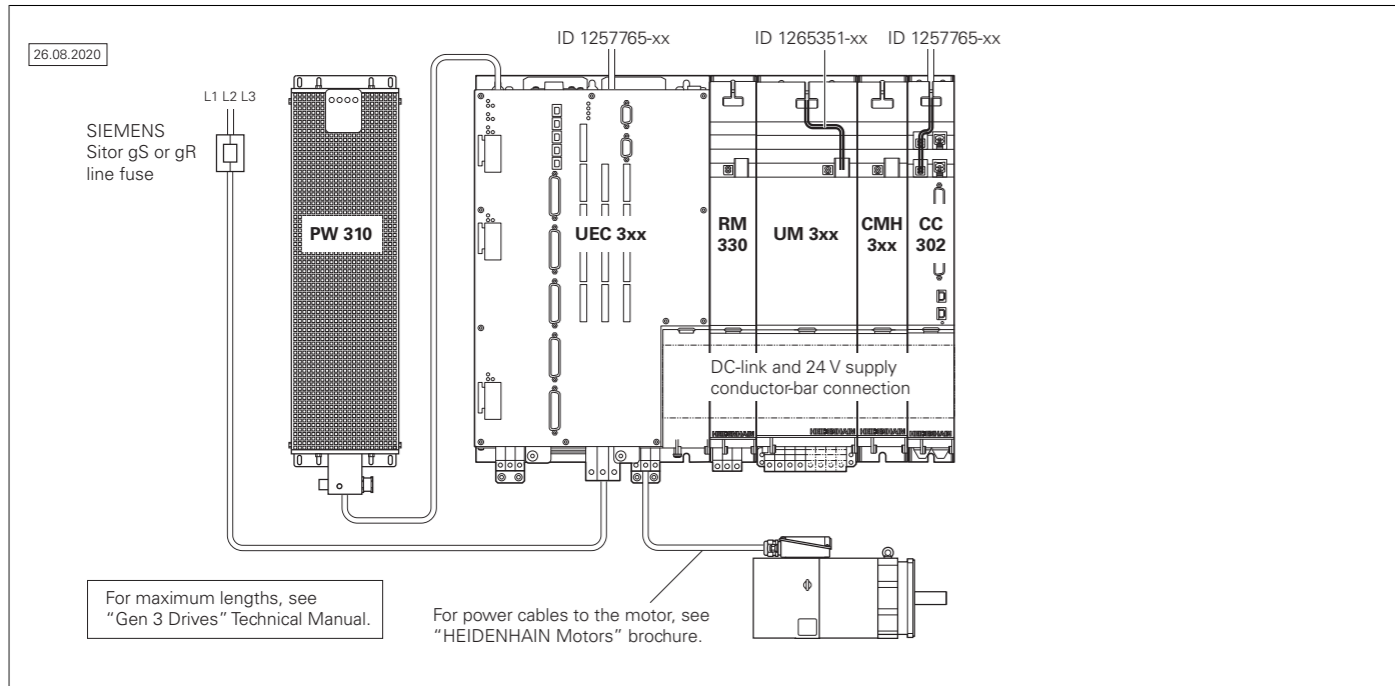 26.08.2020
ID 1257765-xx
ID 1265351-xx
ID 1257765-xx
L1 L2 L3
SIEMENS
Sitor gS or gR
line fuse
PW 310
UEC 3xx
RM
330
UM 3xx
CMH
3xx
CC
302
DC-link and 24 V supply
conductor-bar connection
HEIDENHAIN
HEIDENHAIN
HEIDENHAIN
HEIDENHAIN
For maximum lengths, see
"Gen 3 Drives" Technical Manual.
For power cables to the motor, see
"HEIDENHAIN Motors" brochure.